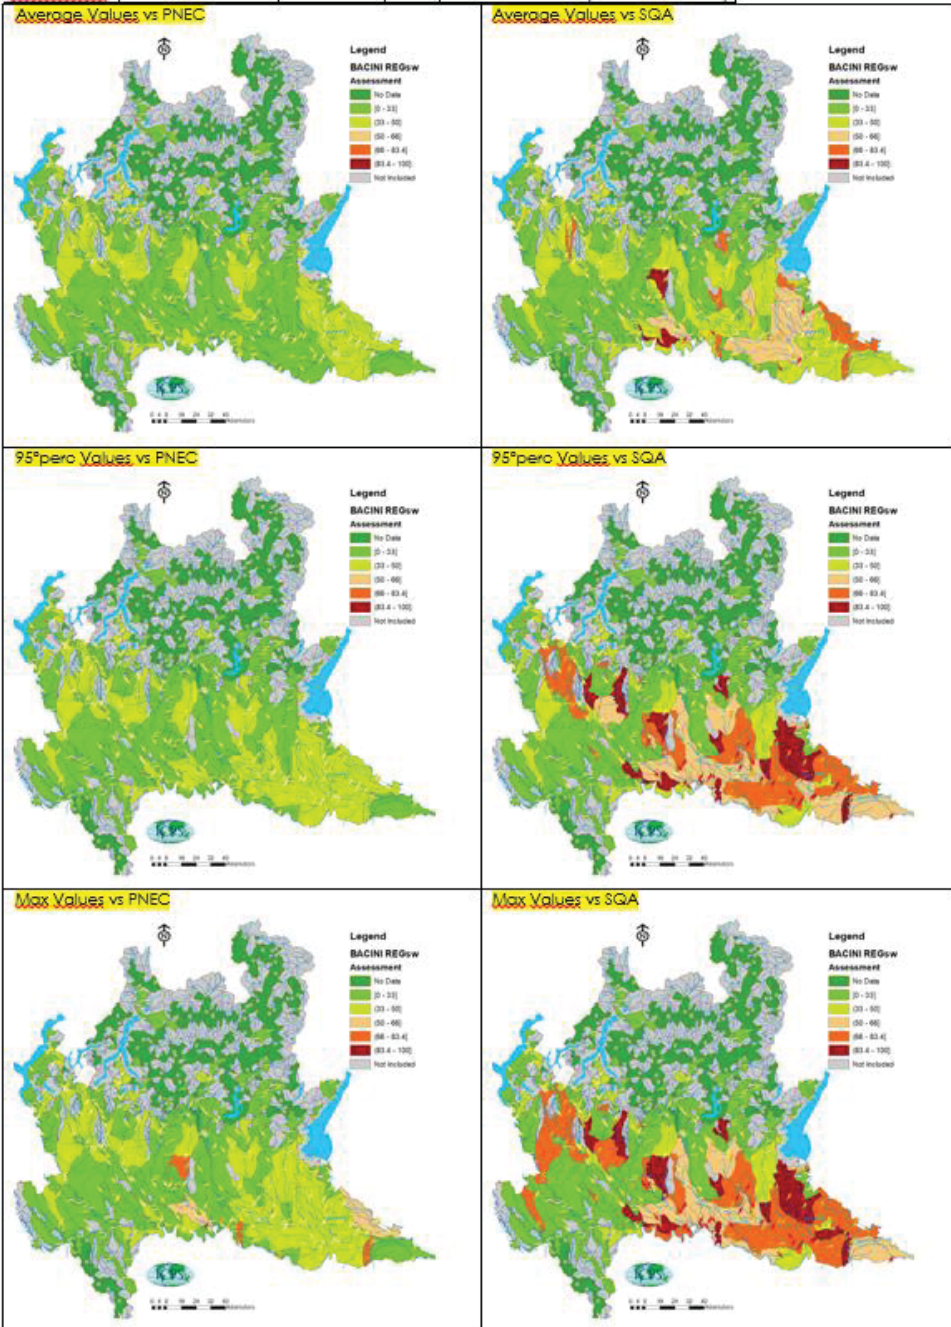 Average Values vs PNEC
Legend
BACINI REGsw
Assessment
No Data
[0 - 33]
(33 - 50]
(50 - 66]
(66 - 83.4]
(83.4 - 100]
Not Included
Average Values vs SQA
Legend
BACINI REGsw
Assessment
No Data
[0 - 33]
(33 - 50]
(50 - 66]
(66 - 83.4]
(83.4 - 100]
Not Included
95°perc Values vs PNEC
Legend
BACINI REGsw
Assessment
No Data
[0 - 33]
(33 - 50]
(50 - 66]
(66 - 83.4]
(83.4 - 100]
Not Included
95°perc Values vs SQA
Legend
BACINI REGsw
Assessment
No Data
[0 - 33]
(33 - 50]
(50 - 66]
(66 - 83.4]
(83.4 - 100]
Not Included
Max Values vs PNEC
Legend
BACINI REGsw
Assessment
No Data
[0 - 33]
(33 - 50]
(50 - 66]
(66 - 83.4]
(83.4 - 100]
Not Included
Max Values vs SQA
Legend
BACINI REGsw
Assessment
No Data
[0 - 33]
(33 - 50]
(50 - 66]
(66 - 83.4]
(83.4 - 100]
Not Included